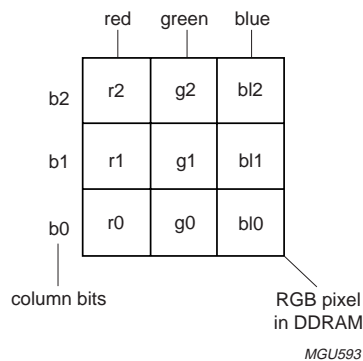 red green blue
b2 r2 g2 bl2
b1 r1 g1 bl1
b0 r0 g0 bl0
column bits
RGB pixel
in DDRAM
MGU593